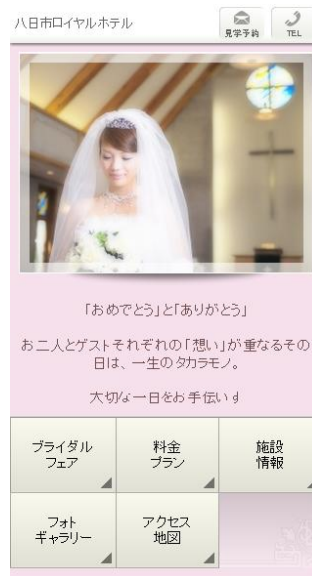 八日市ロイヤルホテル
見学予約
TEL
「おめでとう」と「ありがとう」
お二人とゲストそれぞれの「想い」が重なるその
日は、一生のタカラモノ。
大切な一日をお手伝いす
ブライダル
フェア
料金
プラン
施設
情報
フォト
ギャラリー
アクセス
地図